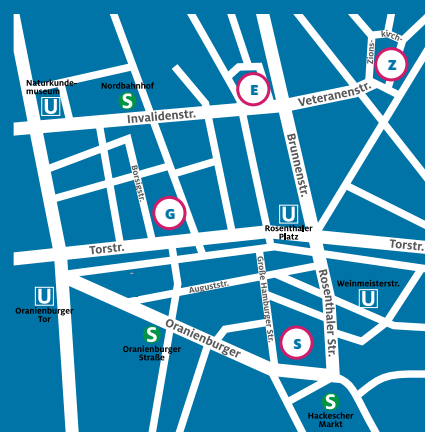 kirch-
Zions-
Z
Naturkunde-
museum
U
Nordbahnhof
S
E
Veteranenstr.
Invalidenstr.
Brunnenstr.
Borsigstr.
G
U
Rosenthaler
Platz
Torstr.
Torstr.
Große Hamburger Str.
Rosenthaler Str.
Weinmeisterstr.
U
Auguststr.
U
Oranienburger
Tor
Oranienburger
S
Oranienburger
Straße
S
S
Hackescher
Markt